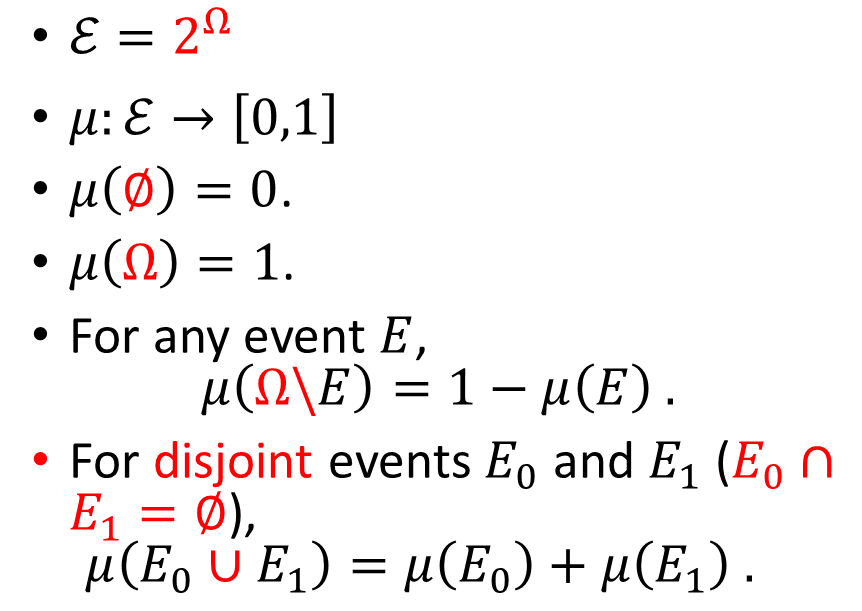 • ℰ = 2^Ω
• μ: ℰ → [0,1]
• μ(∅) = 0.
• μ(Ω) = 1.
• For any event E,
μ(Ω\E) = 1 − μ(E) .
• For disjoint events E₀ and E₁ (E₀ ∩
E₁ = ∅),
μ(E₀ ∪ E₁) = μ(E₀) + μ(E₁) .